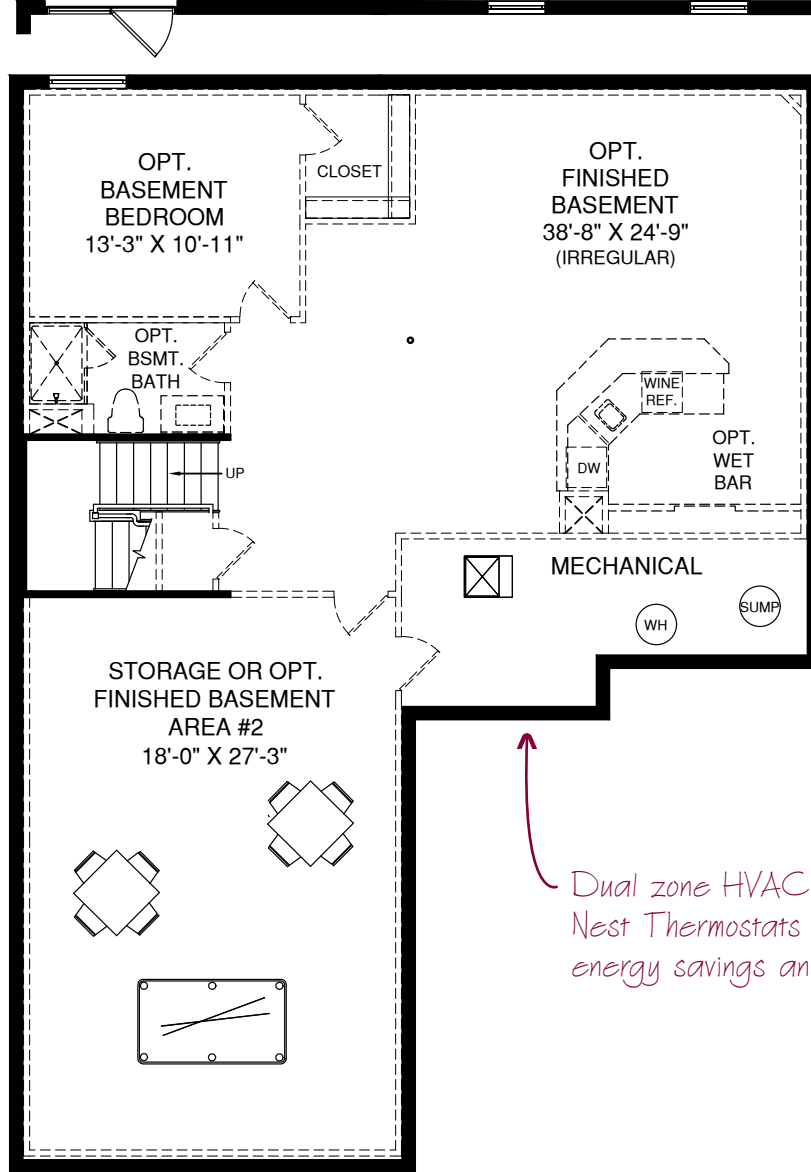 OPT.
BASEMENT
BEDROOM
13'-3" X 10'-11"
CLOSET
OPT.
FINISHED
BASEMENT
38'-8" X 24'-9"
(IRREGULAR)
OPT.
BSMT.
BATH
WINE
REF.
OPT.
WET
BAR
DW
UP
MECHANICAL
WH
SUMP
STORAGE OR OPT.
FINISHED BASEMENT
AREA #2
18'-0" X 27'-3"
Dual zone HVAC
Nest Thermostats
energy savings an